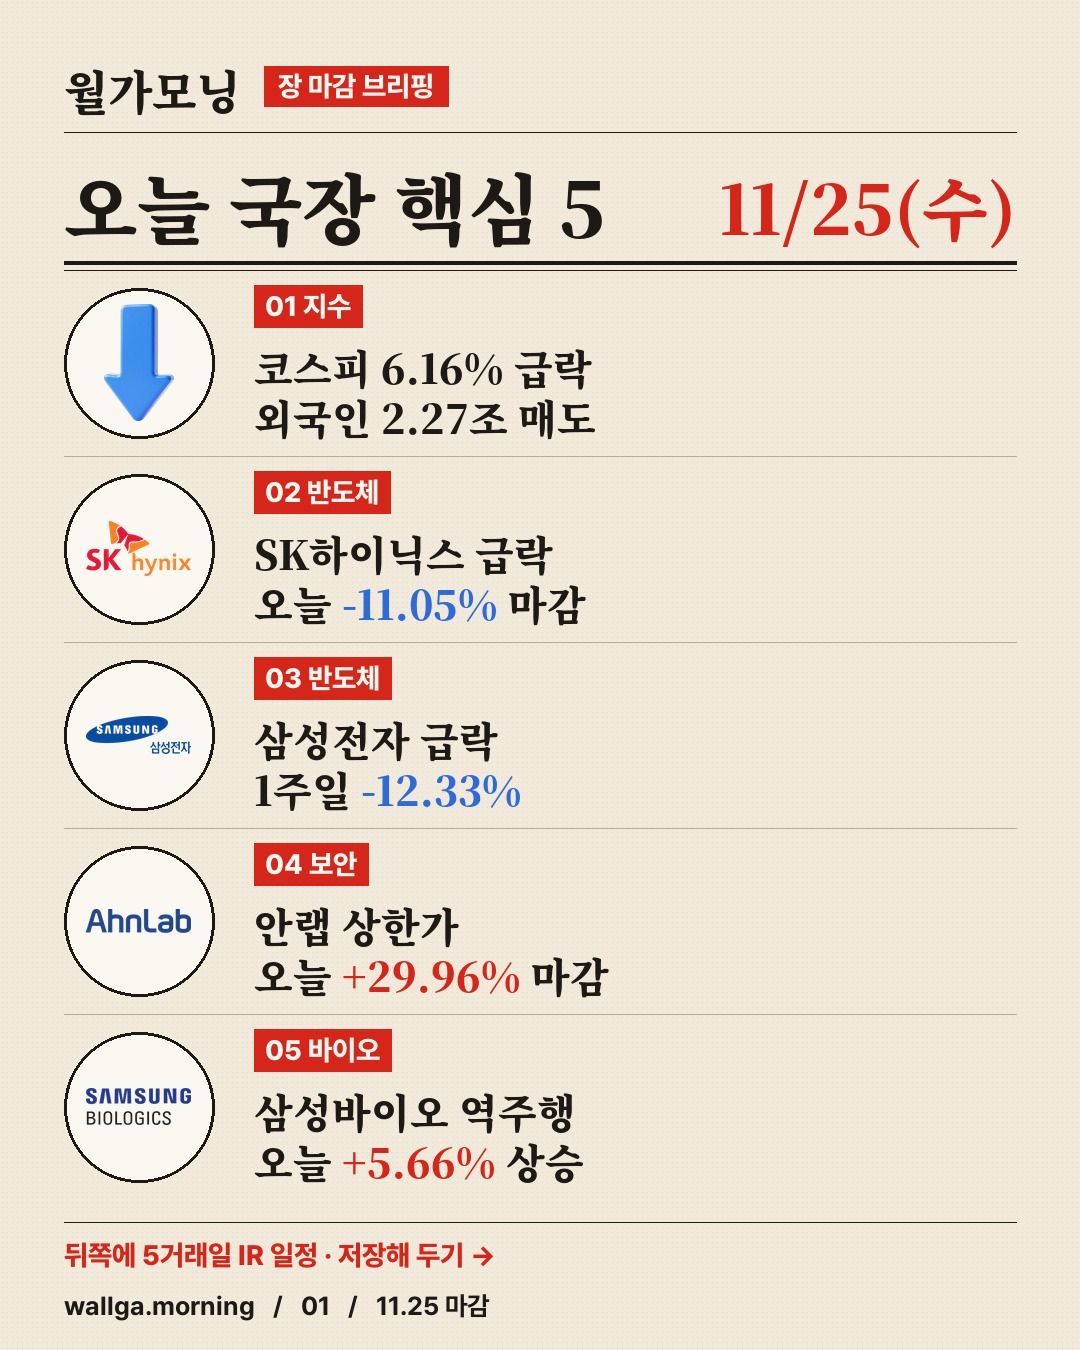 월가모닝 장 마감 브리핑
오늘 국장 핵심 5 11/25(수)
01 지수
코스피 6.16% 급락
외국인 2.27조 매도
SK hynix
02 반도체
SK하이닉스 급락
오늘 -11.05% 마감
SAMSUNG
삼성전자
03 반도체
삼성전자 급락
1주일 -12.33%
AhnLab
04 보안
안랩 상한가
오늘 +29.96% 마감
SAMSUNG
BIOLOGICS
05 바이오
삼성바이오 역주행
오늘 +5.66% 상승
뒤쪽에 5거래일 IR 일정 · 저장해 두기 →
wallga.morning / 01 / 11.25 마감